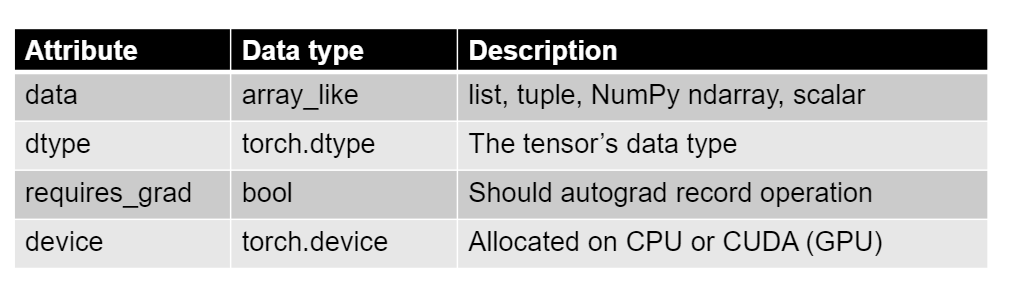 Attribute Data type Description
data array_like list, tuple, NumPy ndarray, scalar
dtype torch.dtype The tensor’s data type
requires_grad bool Should autograd record operation
device torch.device Allocated on CPU or CUDA (GPU)